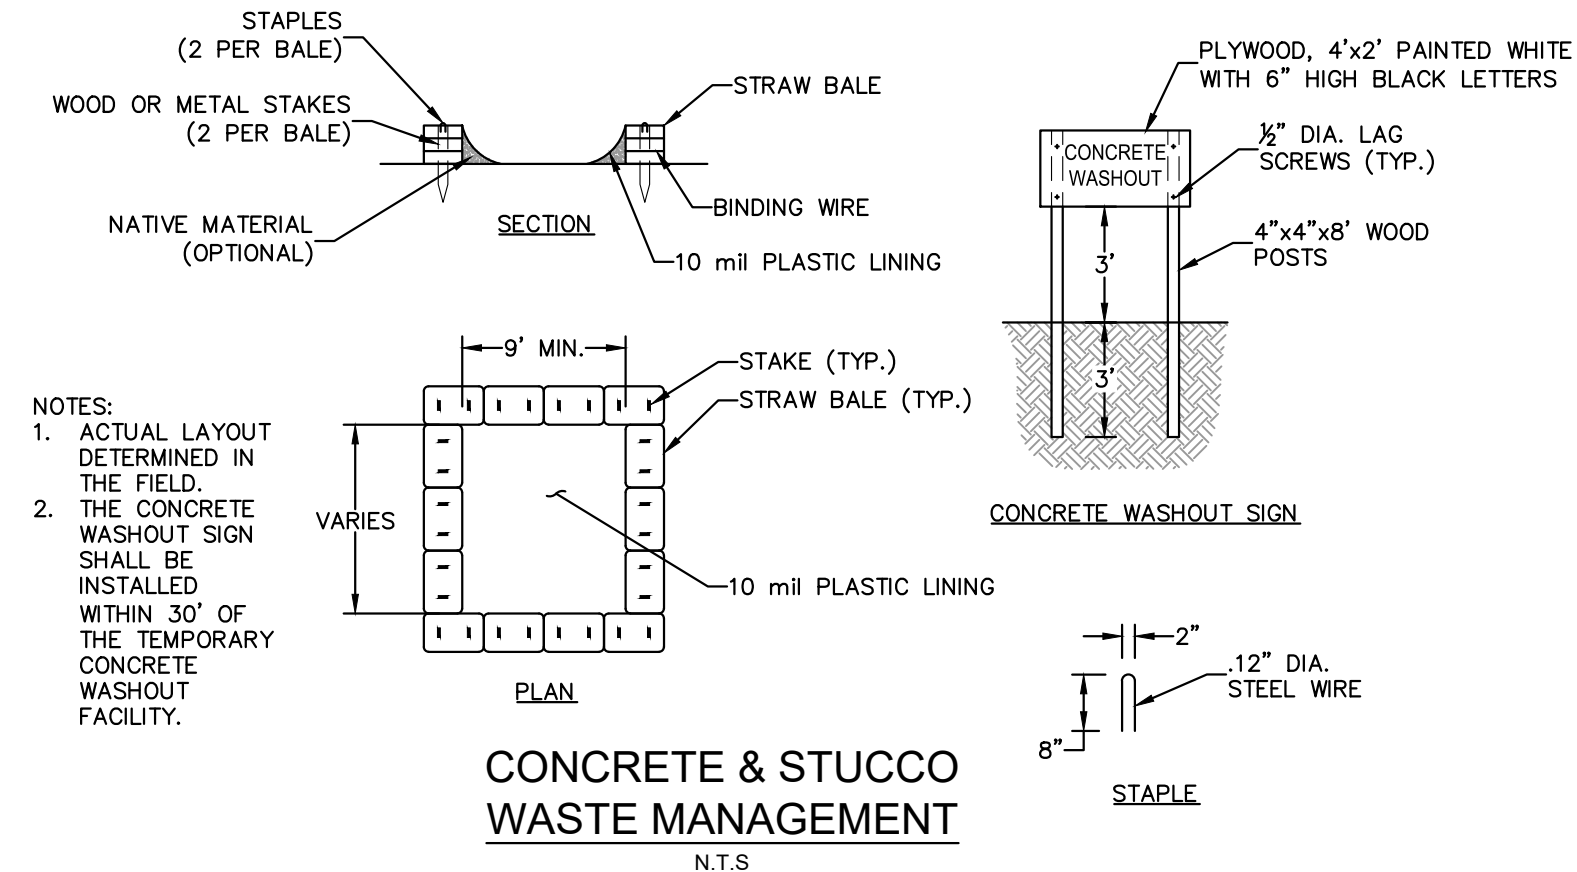 STAPLES
(2 PER BALE)
WOOD OR METAL STAKES
(2 PER BALE)
NATIVE MATERIAL
(OPTIONAL)
STRAW BALE
BINDING WIRE
10 mil PLASTIC LINING
SECTION
PLYWOOD, 4'x2' PAINTED WHITE
WITH 6" HIGH BLACK LETTERS
CONCRETE
WASHOUT
½" DIA. LAG
SCREWS (TYP.)
4"x4"x8' WOOD
POSTS
3'
3'
CONCRETE WASHOUT SIGN
NOTES:
1. ACTUAL LAYOUT
DETERMINED IN
THE FIELD.
2. THE CONCRETE
WASHOUT SIGN
SHALL BE
INSTALLED
WITHIN 30' OF
THE TEMPORARY
CONCRETE
WASHOUT
FACILITY.
9' MIN.
STAKE (TYP.)
STRAW BALE (TYP.)
VARIES
10 mil PLASTIC LINING
PLAN
2"
.12" DIA.
STEEL WIRE
8"
STAPLE
CONCRETE & STUCCO
WASTE MANAGEMENT
N.T.S